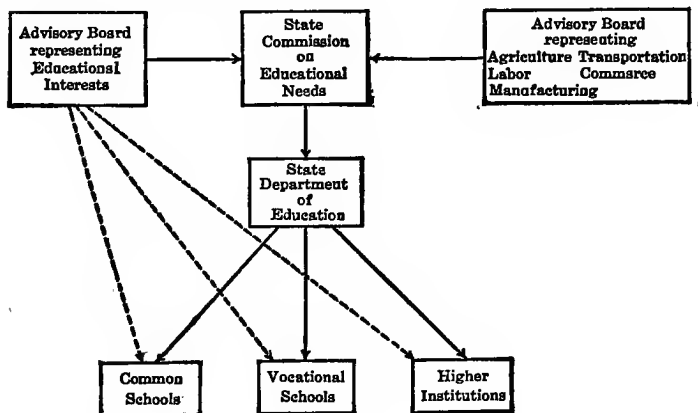 Advisory Board
representing
Educational
Interests
State
Commission
on
Educational
Needs
Advisory Board
representing
Agriculture Transportation
Labor Commerce
Manufacturing
State
Department
of
Education
Common
Schools
Vocational
Schools
Higher
Institutions